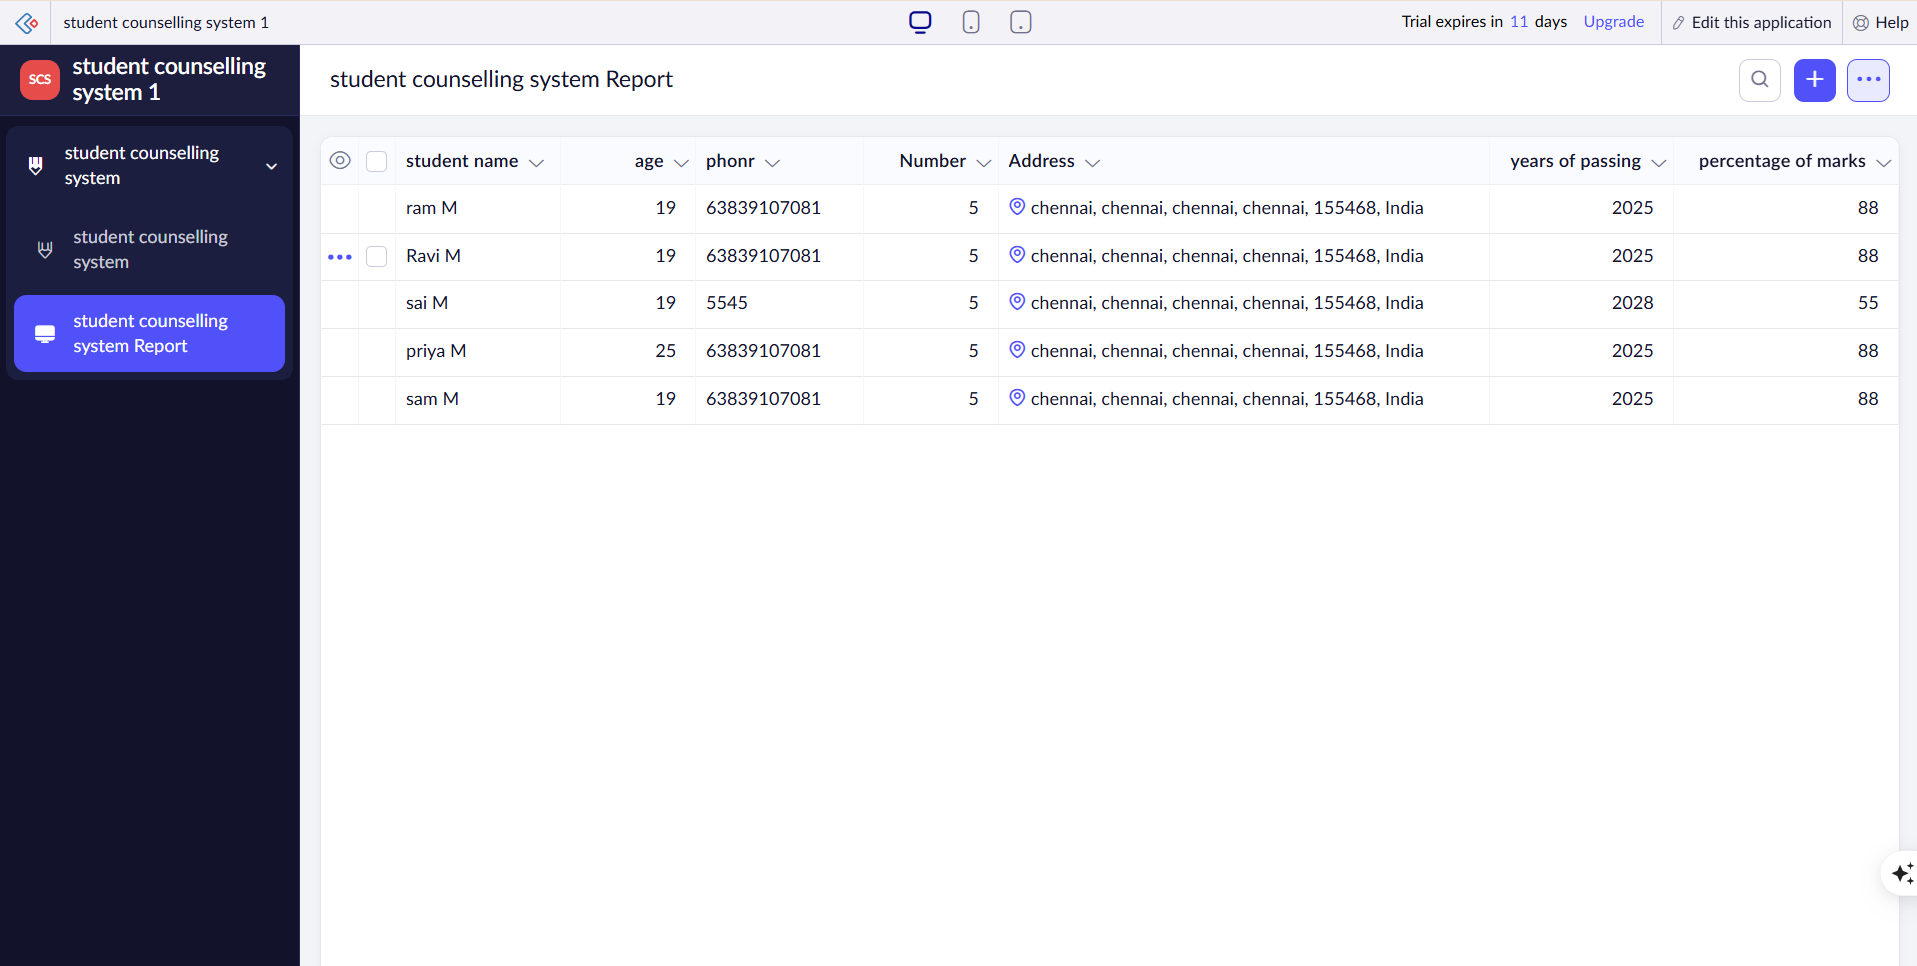 student counselling system 1
Trial expires in 11 days Upgrade Edit this application Help
SCS
student counselling
system 1
student counselling
system
student counselling
system
student counselling
system Report
student counselling system Report
student name age phonr Number Address years of passing percentage of marks
ram M 19 63839107081 5 chennai, chennai, chennai, chennai, 155468, India 2025 88
Ravi M 19 63839107081 5 chennai, chennai, chennai, chennai, 155468, India 2025 88
sai M 19 5545 5 chennai, chennai, chennai, chennai, 155468, India 2028 55
priya M 25 63839107081 5 chennai, chennai, chennai, chennai, 155468, India 2025 88
sam M 19 63839107081 5 chennai, chennai, chennai, chennai, 155468, India 2025 88